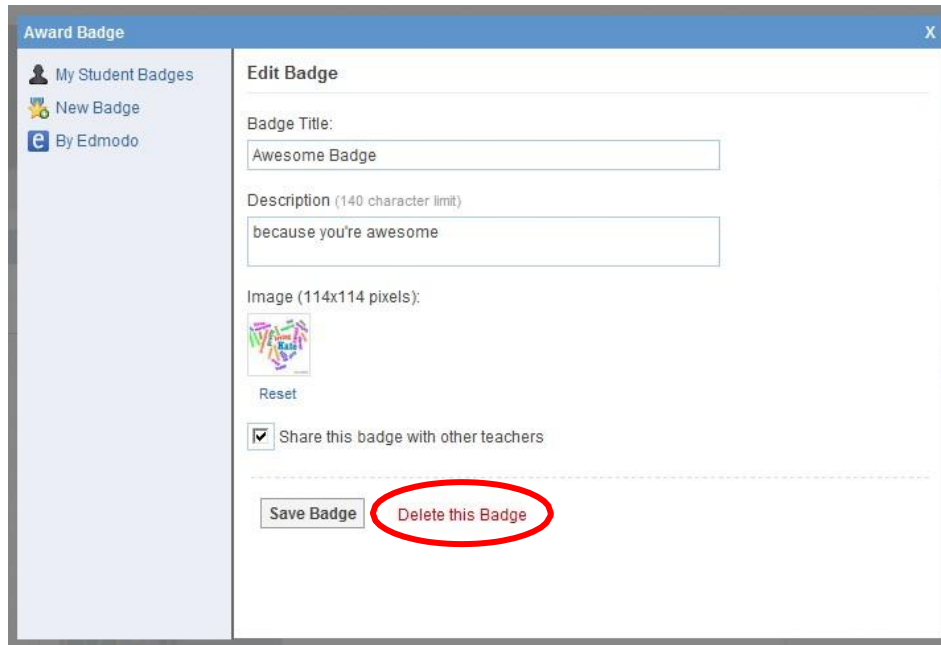 Award Badge X
My Student Badges
New Badge
e By Edmodo
Edit Badge
Badge Title:
Awesome Badge
Description (140 character limit)
because you're awesome
Image (114x114 pixels):
Kate
Reset
Share this badge with other teachers
Save Badge Delete this Badge